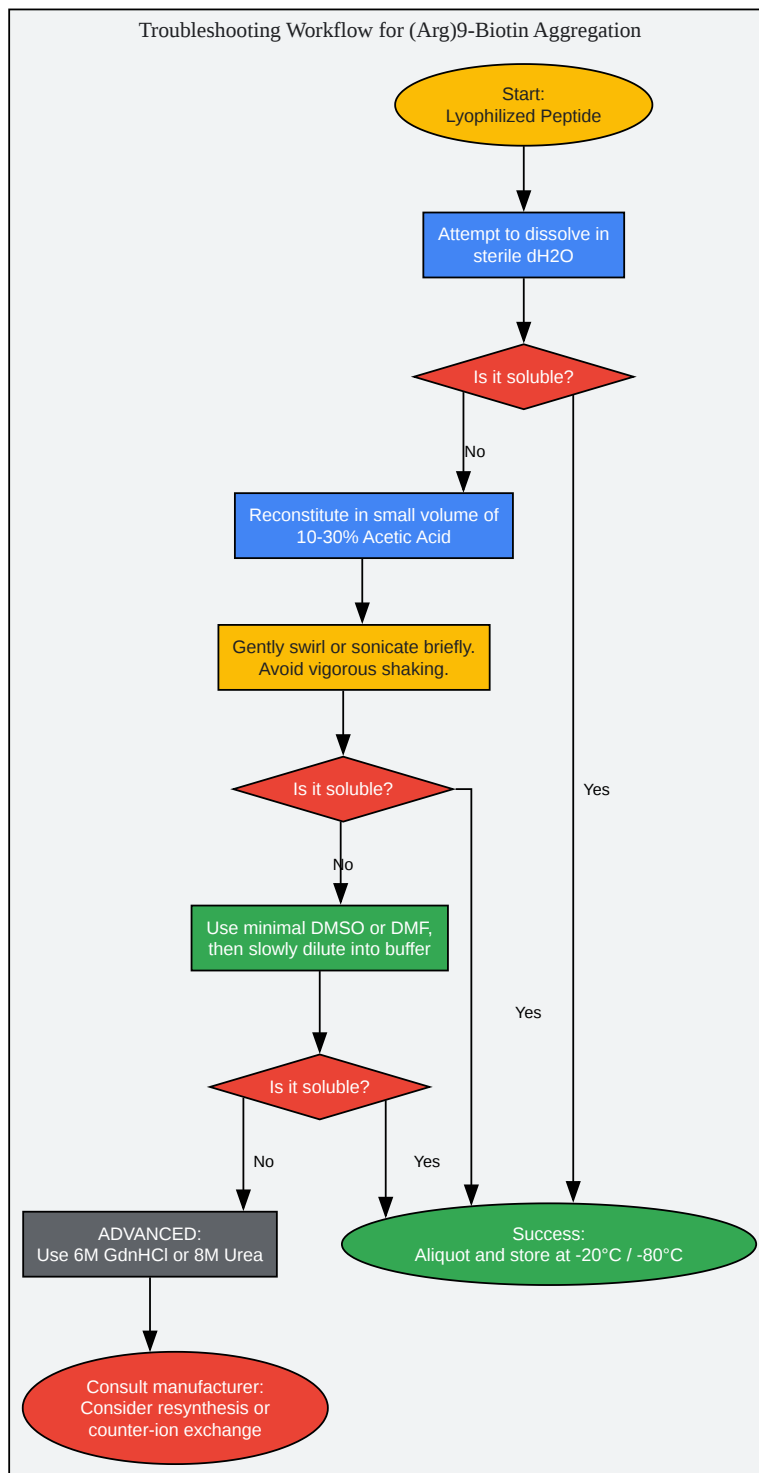 Troubleshooting Workflow for (Arg)9-Biotin Aggregation
Start:
Lyophilized Peptide
Attempt to dissolve in
sterile dH2O
Is it soluble?
No
Reconstitute in small volume of
10-30% Acetic Acid
Gently swirl or sonicate briefly.
Avoid vigorous shaking.
Is it soluble?
Yes
No
Use minimal DMSO or DMF,
then slowly dilute into buffer
Yes
Is it soluble?
No
Yes
ADVANCED:
Use 6M GdnHCl or 8M Urea
Success:
Aliquot and store at -20°C / -80°C
Consult manufacturer:
Consider resynthesis or
counter-ion exchange